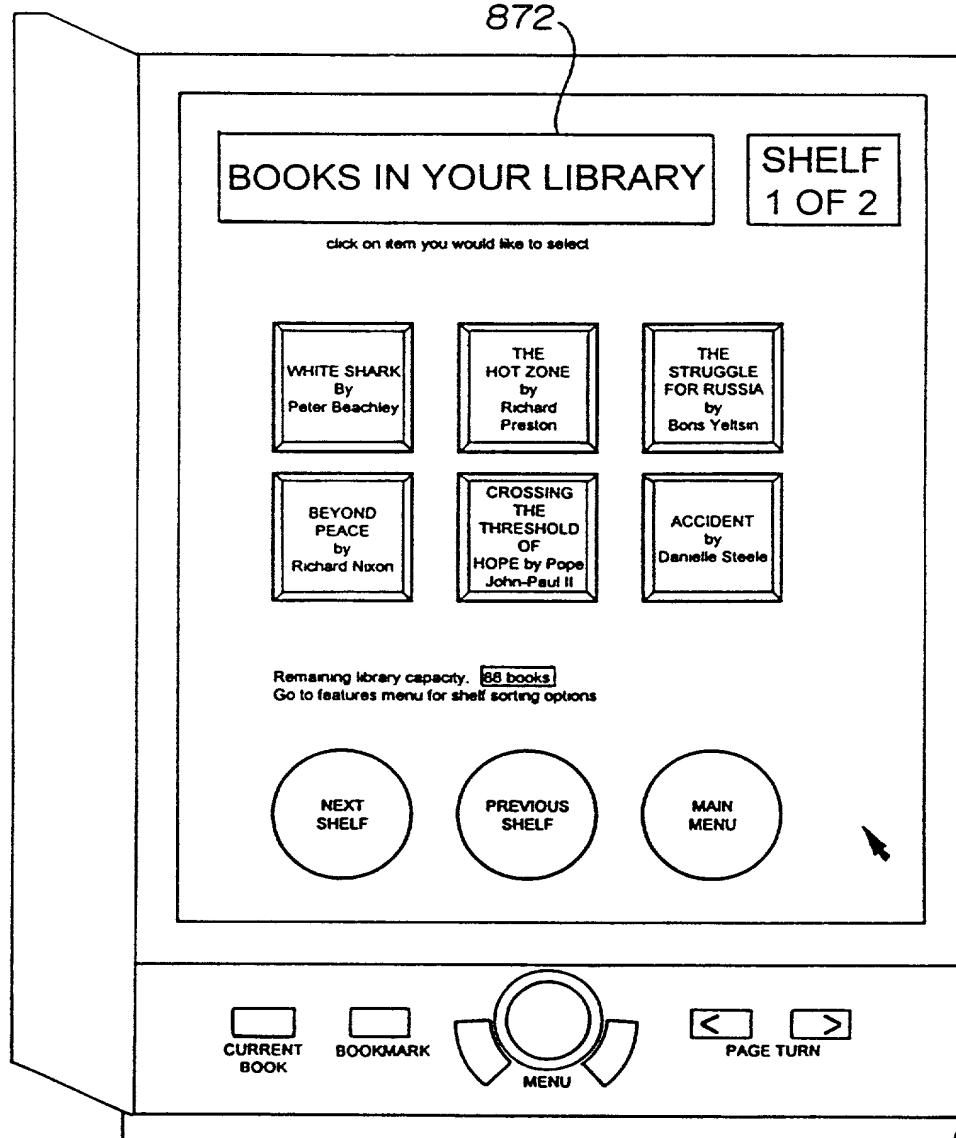 872
BOOKS IN YOUR LIBRARY
SHELF
1 OF 2
click on item you would like to select
WHITE SHARK
By
Peter Beachley
THE
HOT ZONE
by
Richard
Preston
THE
STRUGGLE
FOR RUSSIA
by
Boris Yeltsin
BEYOND
PEACE
by
Richard Nixon
CROSSING
THE
THRESHOLD
OF
HOPE by Pope
John-Paul II
ACCIDENT
by
Danielle Steele
Remaining library capacity. 88 books
Go to features menu for shelf sorting options
NEXT
SHELF
PREVIOUS
SHELF
MAIN
MENU
CURRENT
BOOK
BOOKMARK
MENU
< >
PAGE TURN